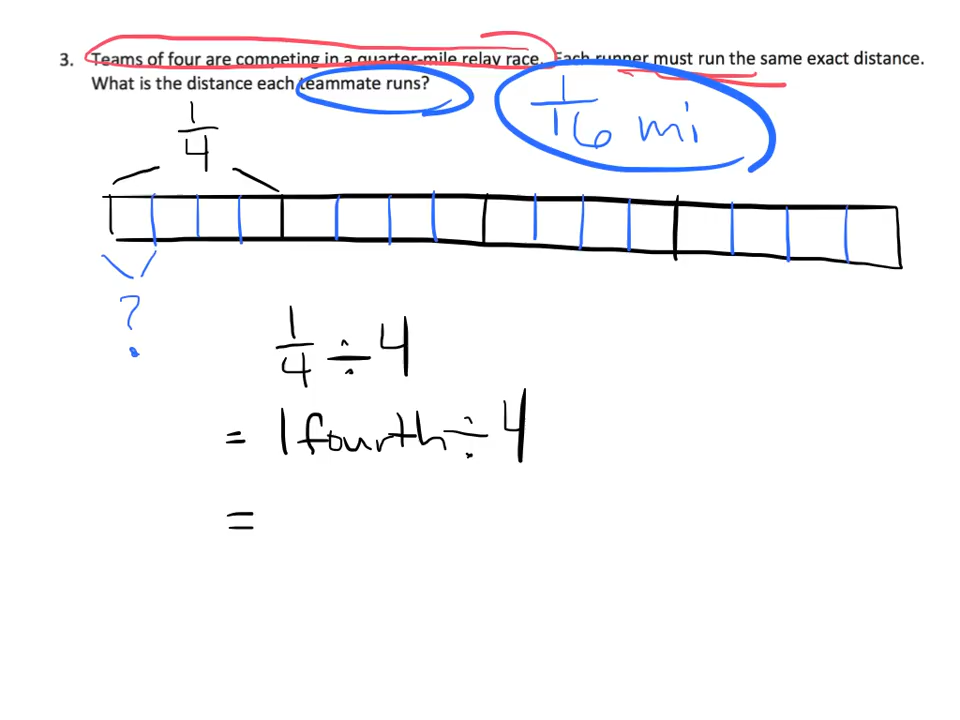 3. Teams of four are competing in a quarter-mile relay race. Each runner must run the same exact distance.
What is the distance each teammate runs?
1/16 mi
1/4
?
1/4 ÷ 4
= 1 fourth ÷ 4
=